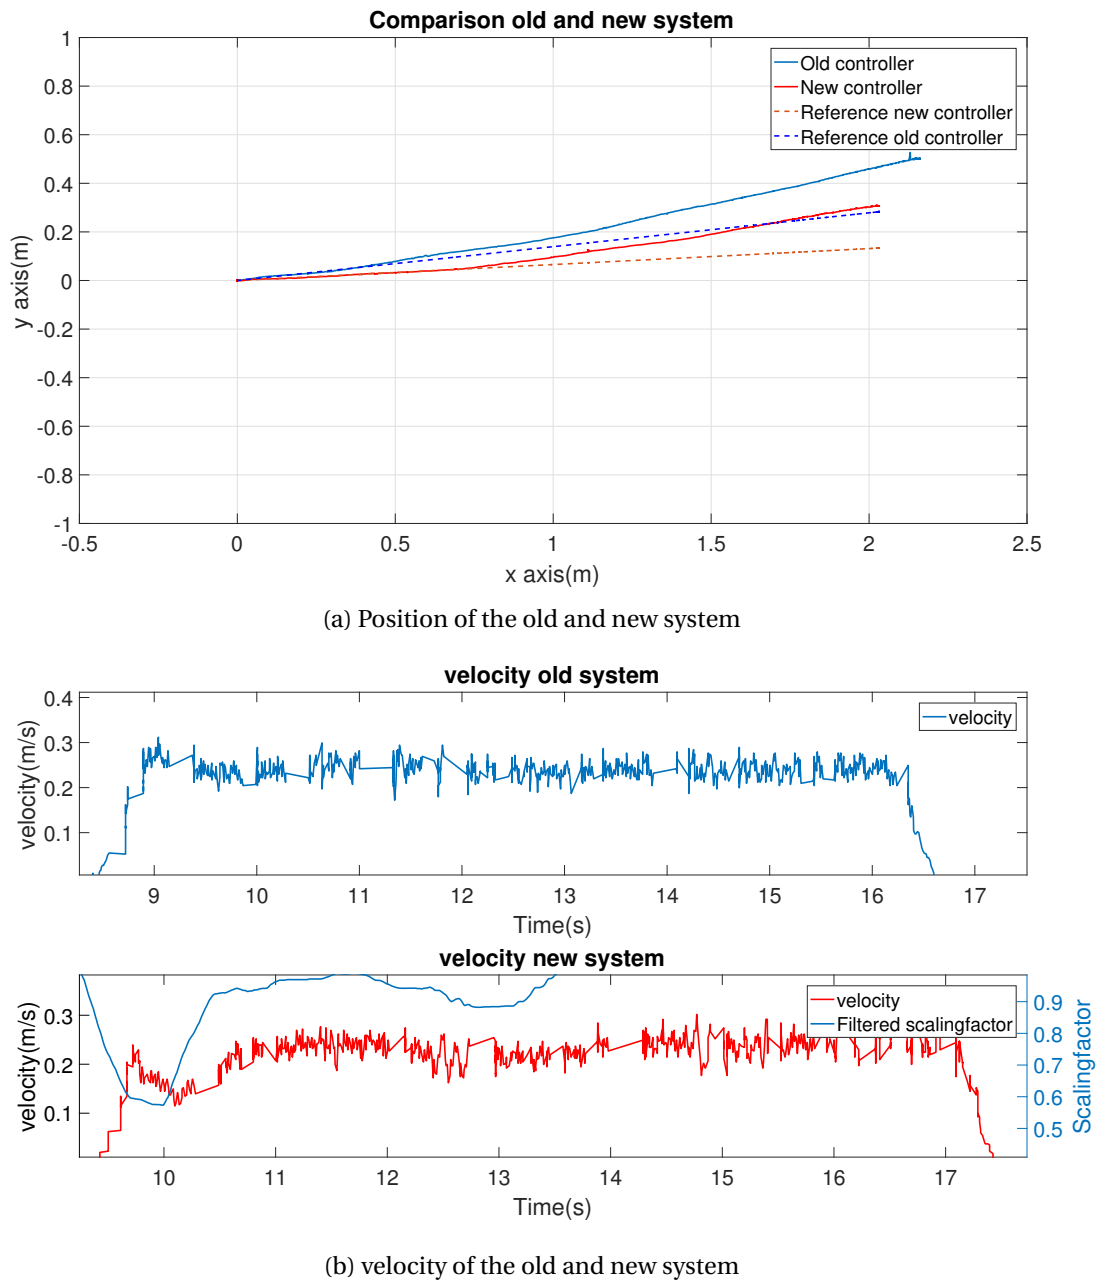 Comparison old and new system
1
0.8
0.6
0.4
0.2
0
-0.2
-0.4
-0.6
-0.8
-1
y axis(m)
Old controller
New controller
Reference new controller
Reference old controller
-0.5 0 0.5 1 1.5 2 2.5
x axis(m)
(a) Position of the old and new system
velocity old system
0.4
0.3
0.2
0.1
velocity(m/s)
velocity
9 10 11 12 13 14 15 16 17
Time(s)
velocity new system
0.3
0.2
0.1
velocity(m/s)
velocity
Filtered scalingfactor
0.9
0.8
0.7
0.6
0.5
Scalingfactor
10 11 12 13 14 15 16 17
Time(s)
(b) velocity of the old and new system